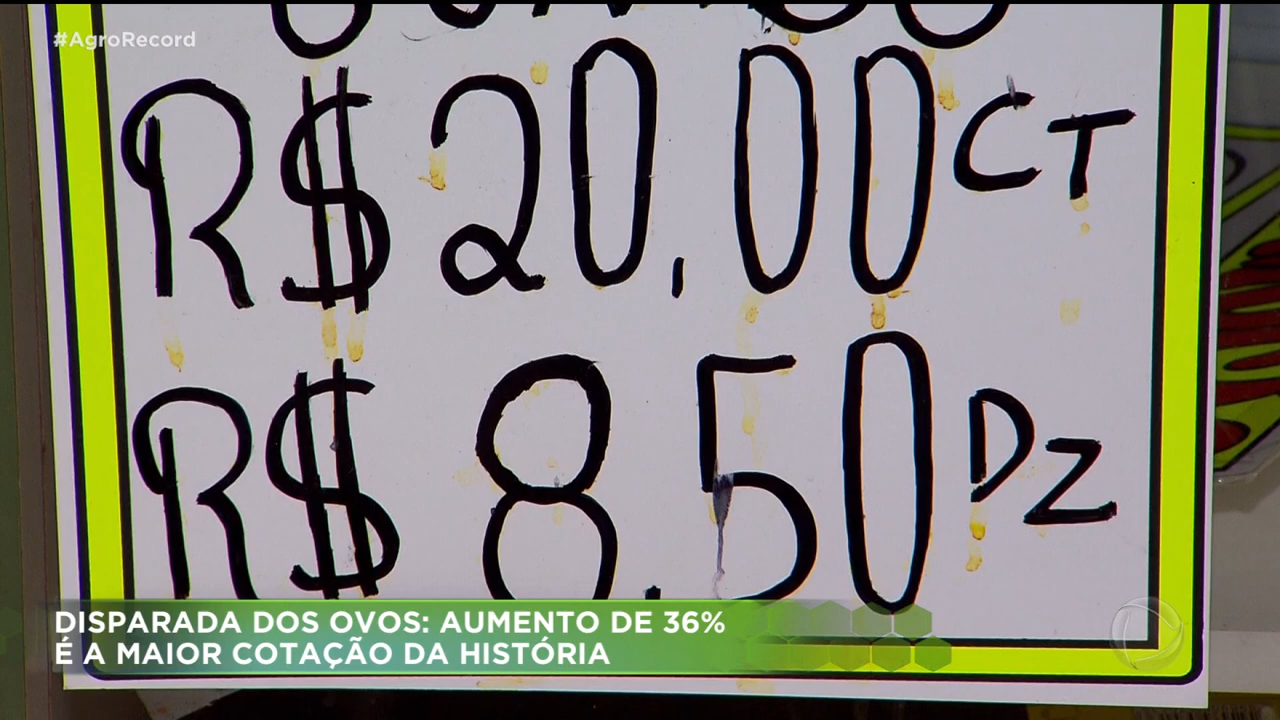 #AgroRecord
R$ 20,00 CT
R$ 8,50 DZ
DISPARADA DOS OVOS: AUMENTO DE 36%
É A MAIOR COTAÇÃO DA HISTÓRIA